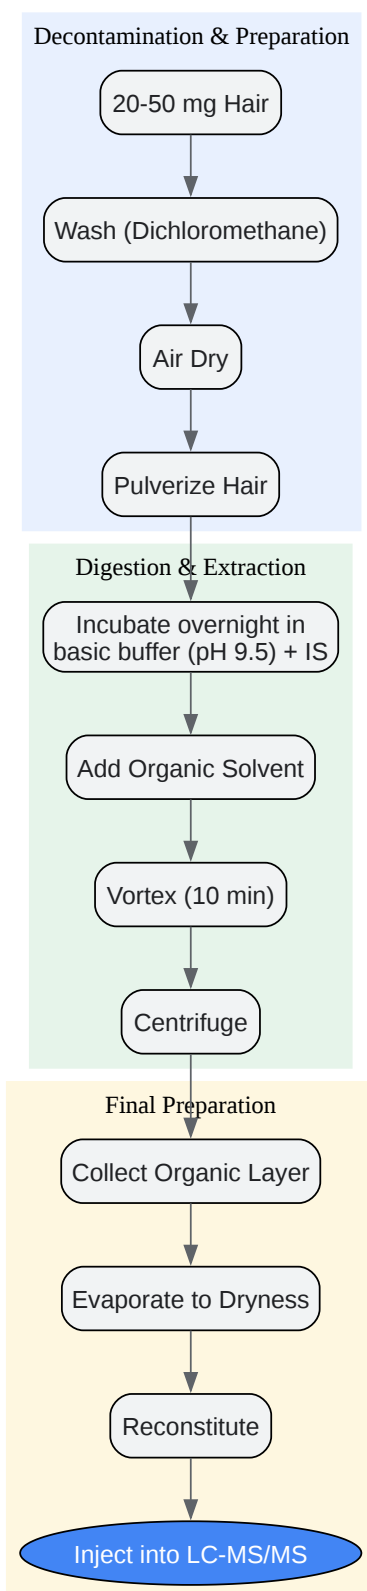 Decontamination & Preparation
20-50 mg Hair
Wash (Dichloromethane)
Air Dry
Pulverize Hair
Digestion & Extraction
Incubate overnight in
basic buffer (pH 9.5) + IS
Add Organic Solvent
Vortex (10 min)
Centrifuge
Final Preparation
Collect Organic Layer
Evaporate to Dryness
Reconstitute
Inject into LC-MS/MS